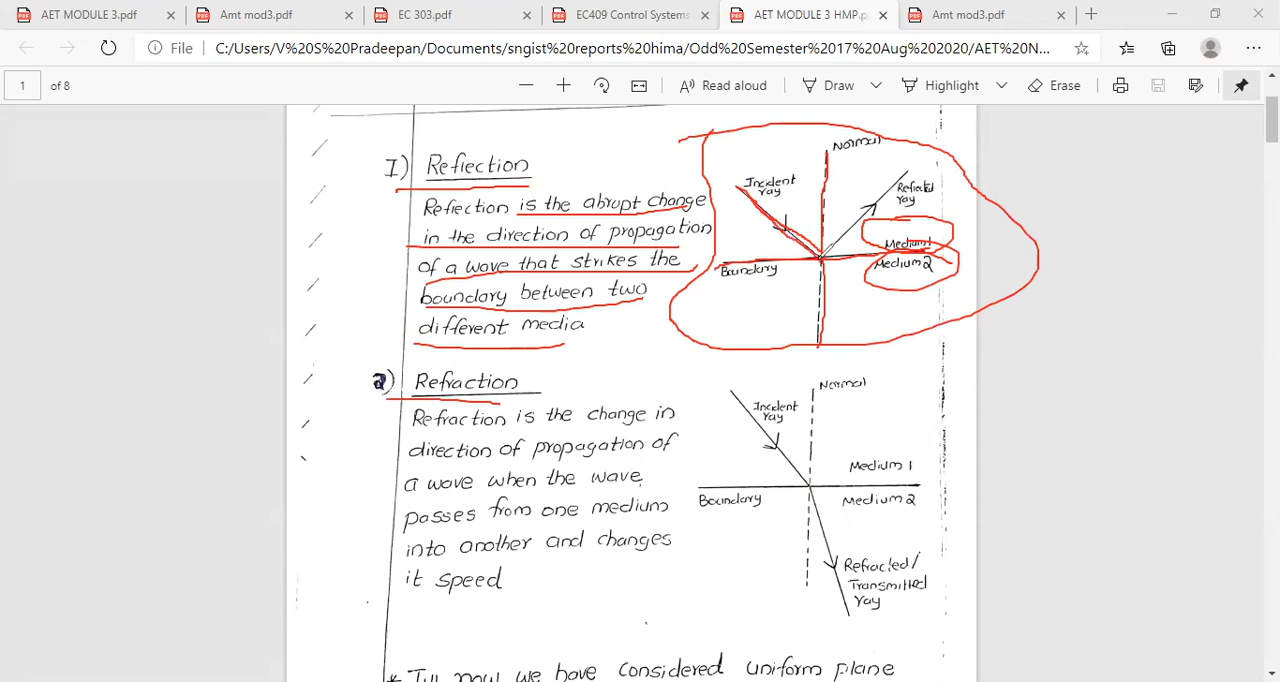 AET MODULE 3.pdf
Amt mod3.pdf
EC 303.pdf
EC409 Control Systems
AET MODULE 3 HMP.p
Amt mod3.pdf
File
C:/Users/V%20S%20Pradeepan/Documents/sngist%20reports%20hima/Odd%20Semester%2017%20Aug%202020/AET%20N...
1 of 8
Read aloud
Draw
Highlight
Erase
I) Reflection
Reflection is the abrupt change
in the direction of propagation
of a wave that strikes the
boundary between two
different media
Normal
Incident
ray
Reflected
ray
Medium 1
Boundary
Medium 2
2) Refraction
Refraction is the change in
direction of propagation of
a wave when the wave
passes from one medium
into another and changes
it speed
Normal
Incident
ray
Medium 1
Boundary
Medium 2
Refracted/
Transmitted
ray
* Till now we have considered uniform plane